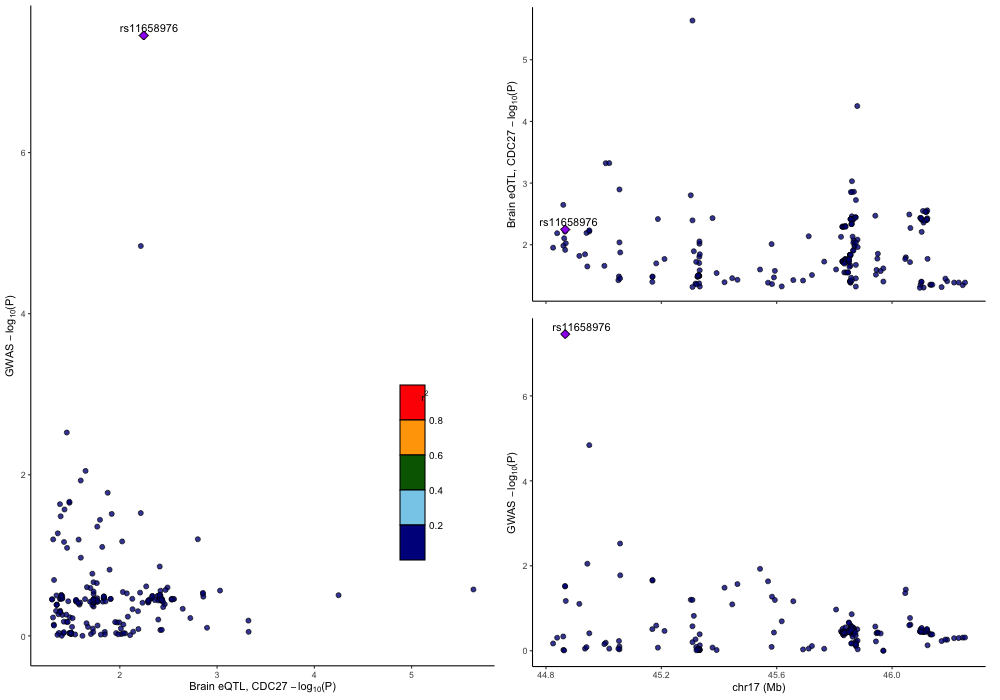 rs11658976
6
4
2
0
GWAS −log₁₀(P)
2
3
4
5
Brain eQTL, CDC27 −log₁₀(P)
r²
0.8
0.6
0.4
0.2
5
4
3
2
Brain eQTL, CDC27 −log₁₀(P)
rs11658976
rs11658976
6
4
2
0
GWAS −log₁₀(P)
44.8
45.2
45.6
46.0
chr17 (Mb)